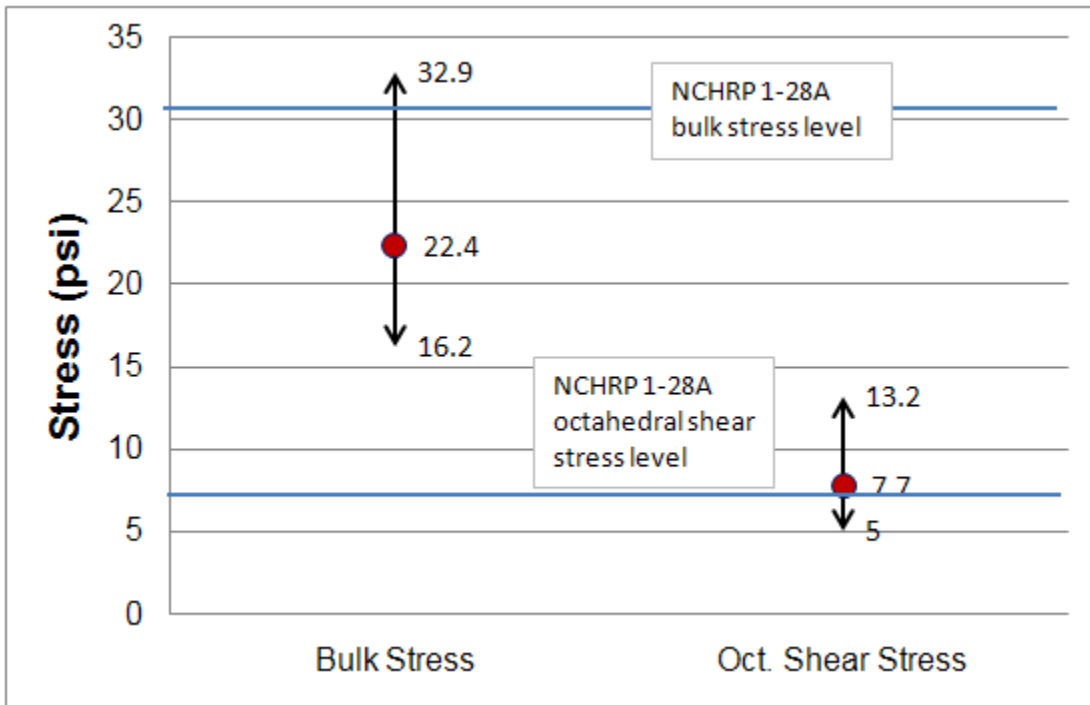 35
30
25
20
15
10
5
0
Stress (psi)
32.9
22.4
16.2
NCHRP 1-28A
bulk stress level
NCHRP 1-28A
octahedral shear
stress level
13.2
7.7
5
Bulk Stress
Oct. Shear Stress